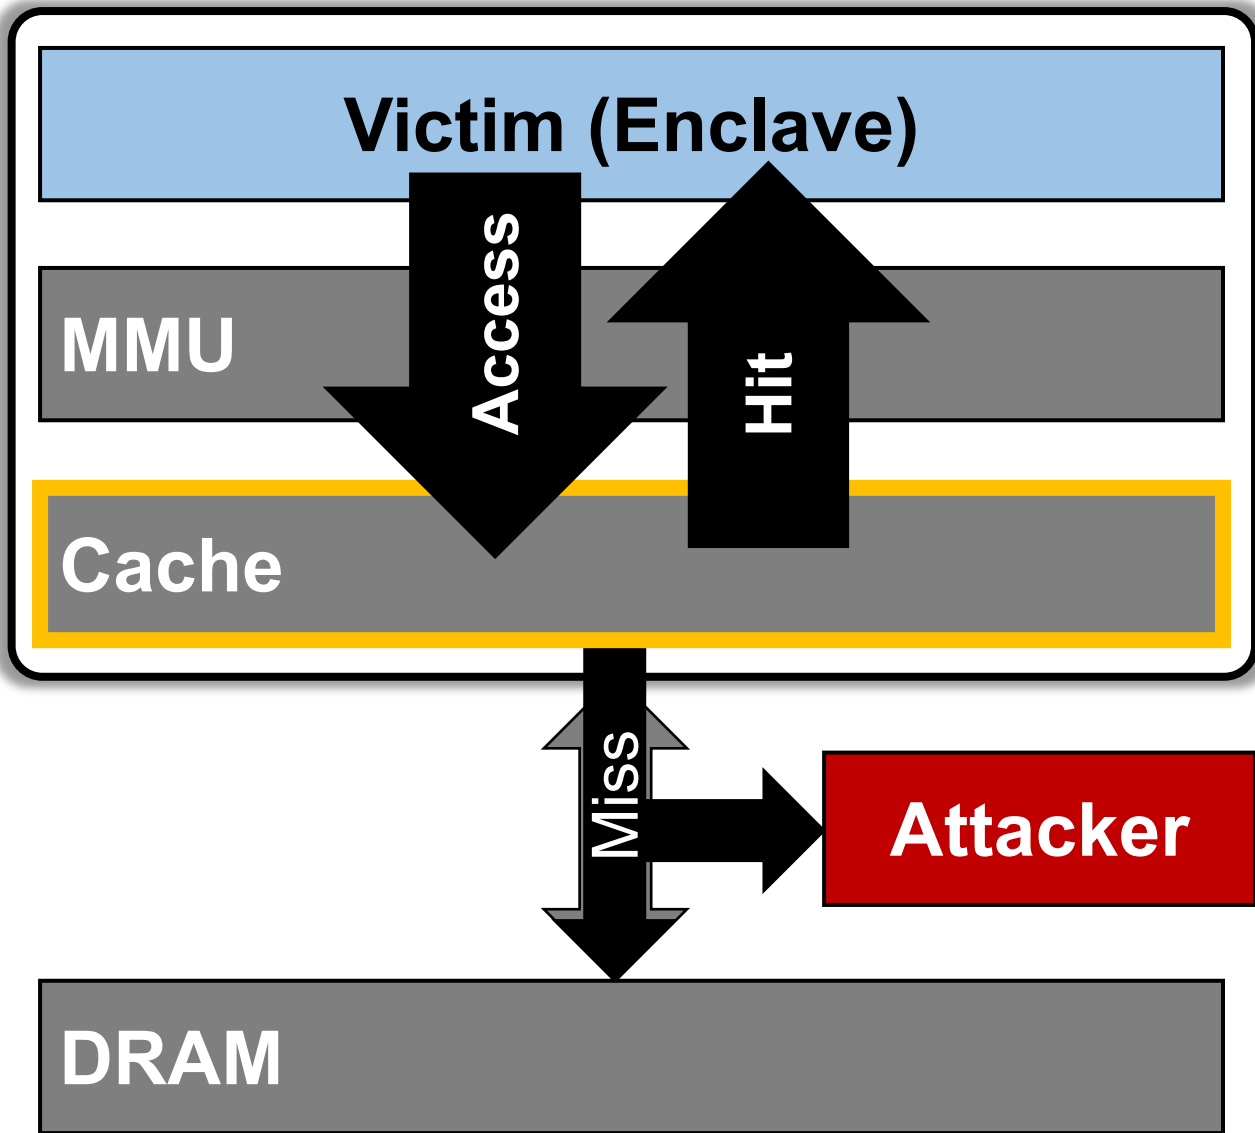 Victim (Enclave)
Access
MMU
Hit
Cache
Miss
Attacker
DRAM